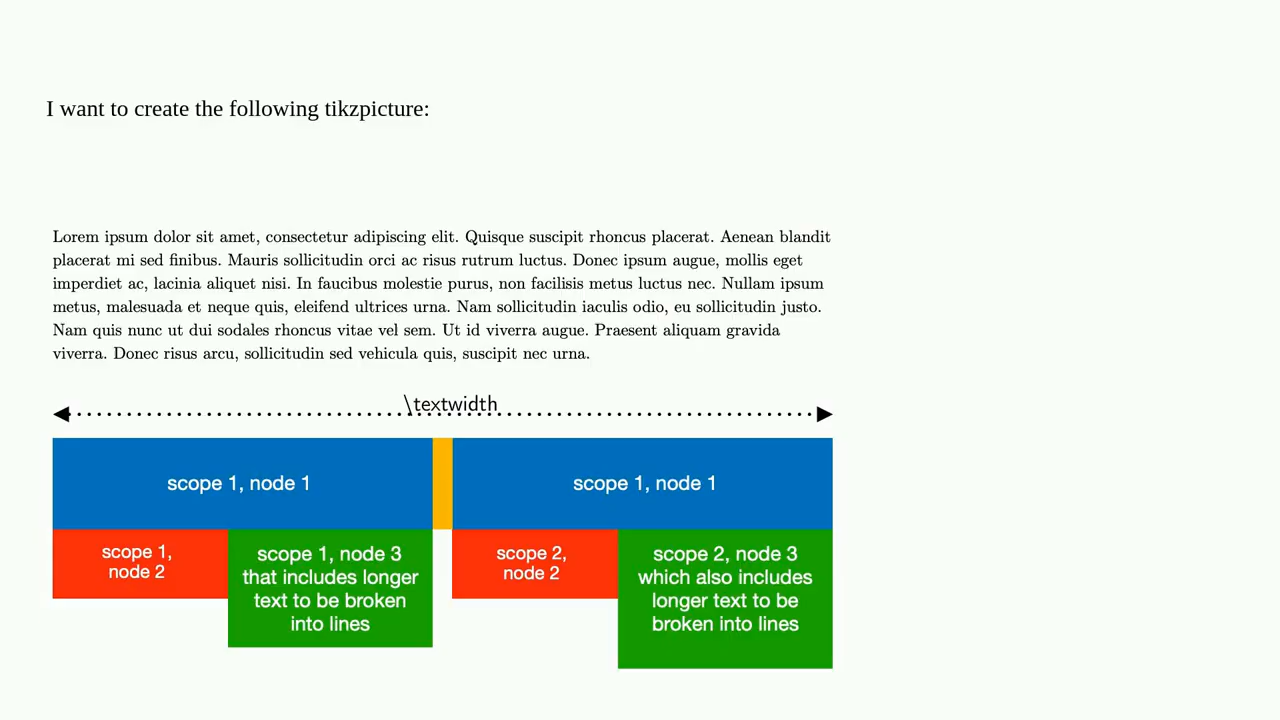 I want to create the following tikzpicture:
Lorem ipsum dolor sit amet, consectetur adipiscing elit. Quisque suscipit rhoncus placerat. Aenean blandit
placerat mi sed finibus. Mauris sollicitudin orci ac risus rutrum luctus. Donec ipsum augue, mollis eget
imperdiet ac, lacinia aliquet nisi. In faucibus molestie purus, non facilisis metus luctus nec. Nullam ipsum
metus, malesuada et neque quis, eleifend ultrices urna. Nam sollicitudin iaculis odio, eu sollicitudin justo.
Nam quis nunc ut dui sodales rhoncus vitae vel sem. Ut id viverra augue. Praesent aliquam gravida
viverra. Donec risus arcu, sollicitudin sed vehicula quis, suscipit nec urna.
\textwidth
scope 1, node 1
scope 1, node 1
scope 1,
node 2
scope 1, node 3
that includes longer
text to be broken
into lines
scope 2,
node 2
scope 2, node 3
which also includes
longer text to be
broken into lines